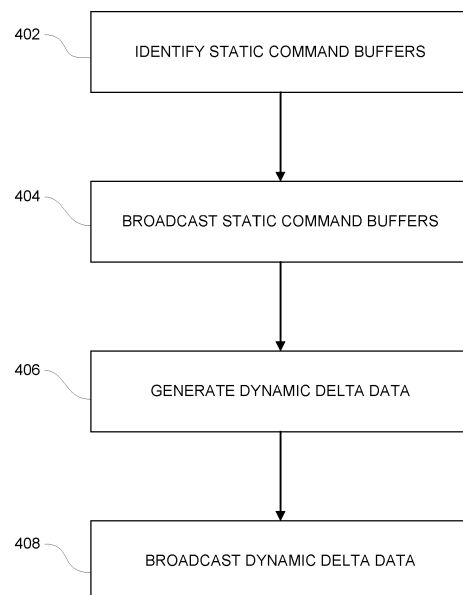 402
IDENTIFY STATIC COMMAND BUFFERS
404
BROADCAST STATIC COMMAND BUFFERS
406
GENERATE DYNAMIC DELTA DATA
408
BROADCAST DYNAMIC DELTA DATA